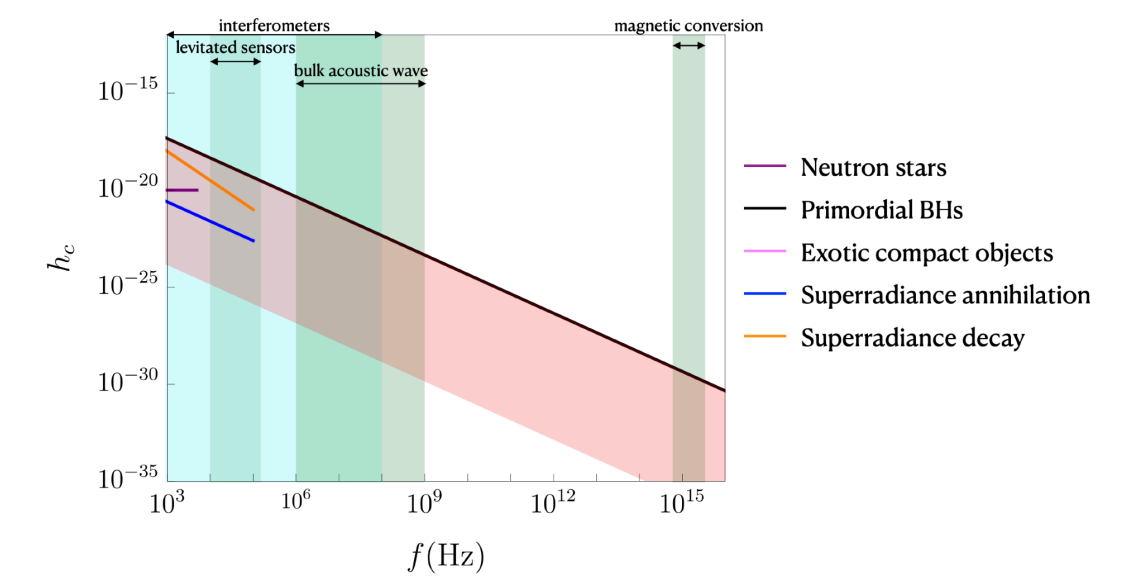 interferometers
magnetic conversion
levitated sensors
bulk acoustic wave
10^{-15}
10^{-20}
10^{-25}
10^{-30}
10^{-35}
h_c
10^3
10^6
10^9
10^{12}
10^{15}
f(Hz)
Neutron stars
Primordial BHs
Exotic compact objects
Superradiance annihilation
Superradiance decay